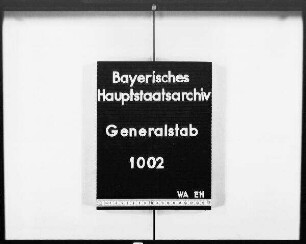 Bayerisches
Hauptstaatsarchiv
Generalstab
1002
WA EH